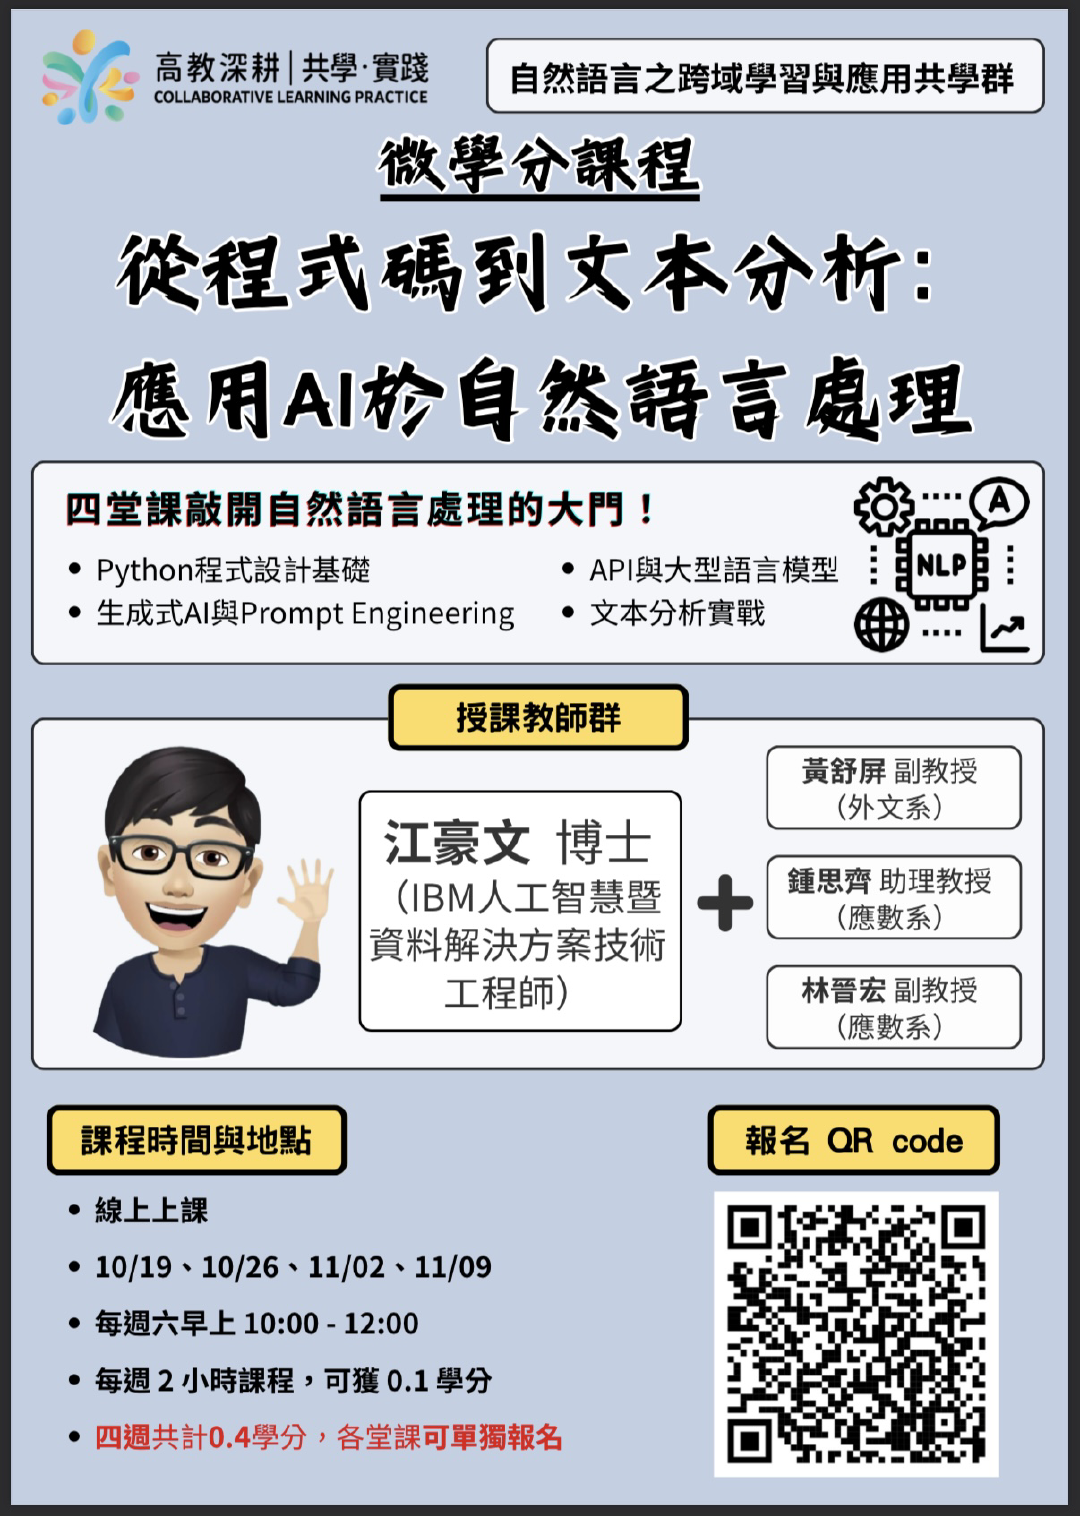 高教深耕|共學·實踐
COLLABORATIVE LEARNING PRACTICE
自然語言之跨域學習與應用共學群
微學分課程
從程式碼到文本分析:
應用AI於自然語言處理
四堂課敲開自然語言處理的大門！
• Python程式設計基礎
• 生成式AI與Prompt Engineering
• API與大型語言模型
• 文本分析實戰
A
NLP
授課教師群
江豪文 博士
（IBM人工智慧暨
資料解決方案技術
工程師）
黃舒屏 副教授
（外文系）
鍾思齊 助理教授
（應數系）
林晉宏 副教授
（應數系）
課程時間與地點
• 線上上課
• 10/19、10/26、11/02、11/09
• 每週六早上 10:00 - 12:00
• 每週 2 小時課程，可獲 0.1 學分
• 四週共計0.4學分，各堂課可單獨報名
報名 QR code